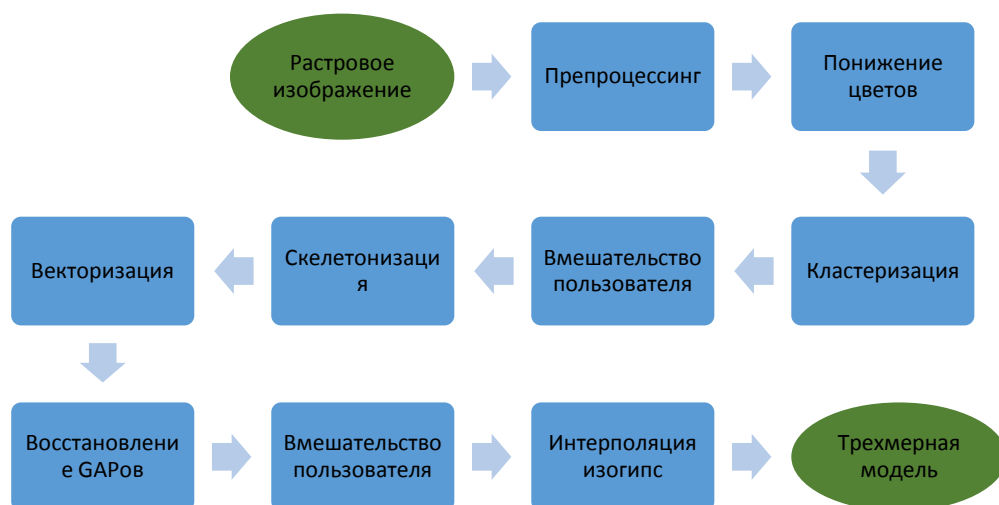 Растровое
изображение
Препроцессинг
Понижение
цветов
Кластеризация
Вмешательство
пользователя
Скелетонизаци
я
Векторизация
Восстановлени
е GAPов
Вмешательство
пользователя
Интерполяция
изогипс
Трехмерная
модель